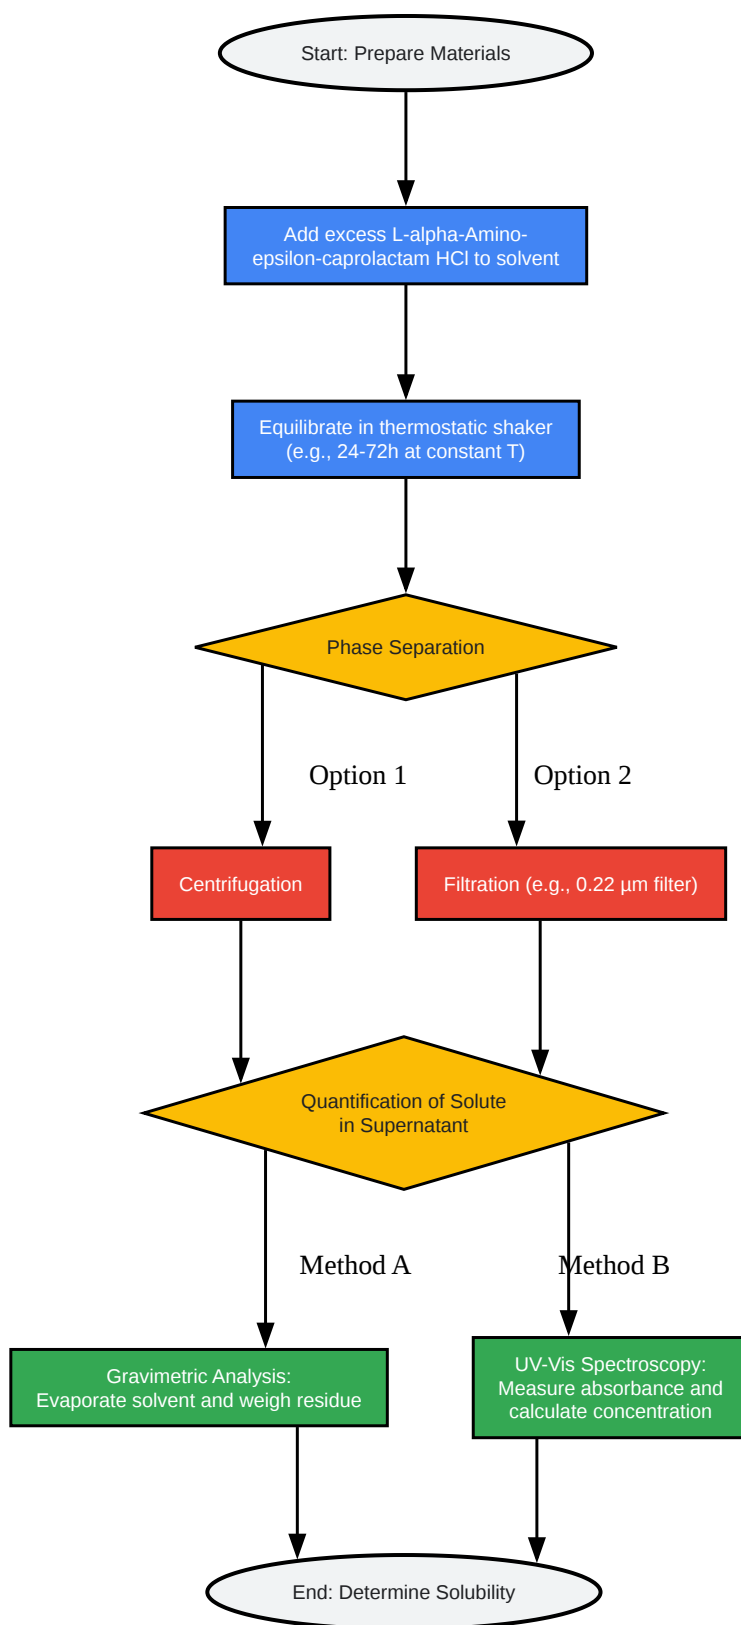 Start: Prepare Materials
Add excess L-alpha-Amino-
epsilon-caprolactam HCl to solvent
Equilibrate in thermostatic shaker
(e.g., 24-72h at constant T)
Phase Separation
Option 1
Option 2
Centrifugation
Filtration (e.g., 0.22 µm filter)
Quantification of Solute
in Supernatant
Method A
Method B
Gravimetric Analysis:
Evaporate solvent and weigh residue
UV-Vis Spectroscopy:
Measure absorbance and
calculate concentration
End: Determine Solubility